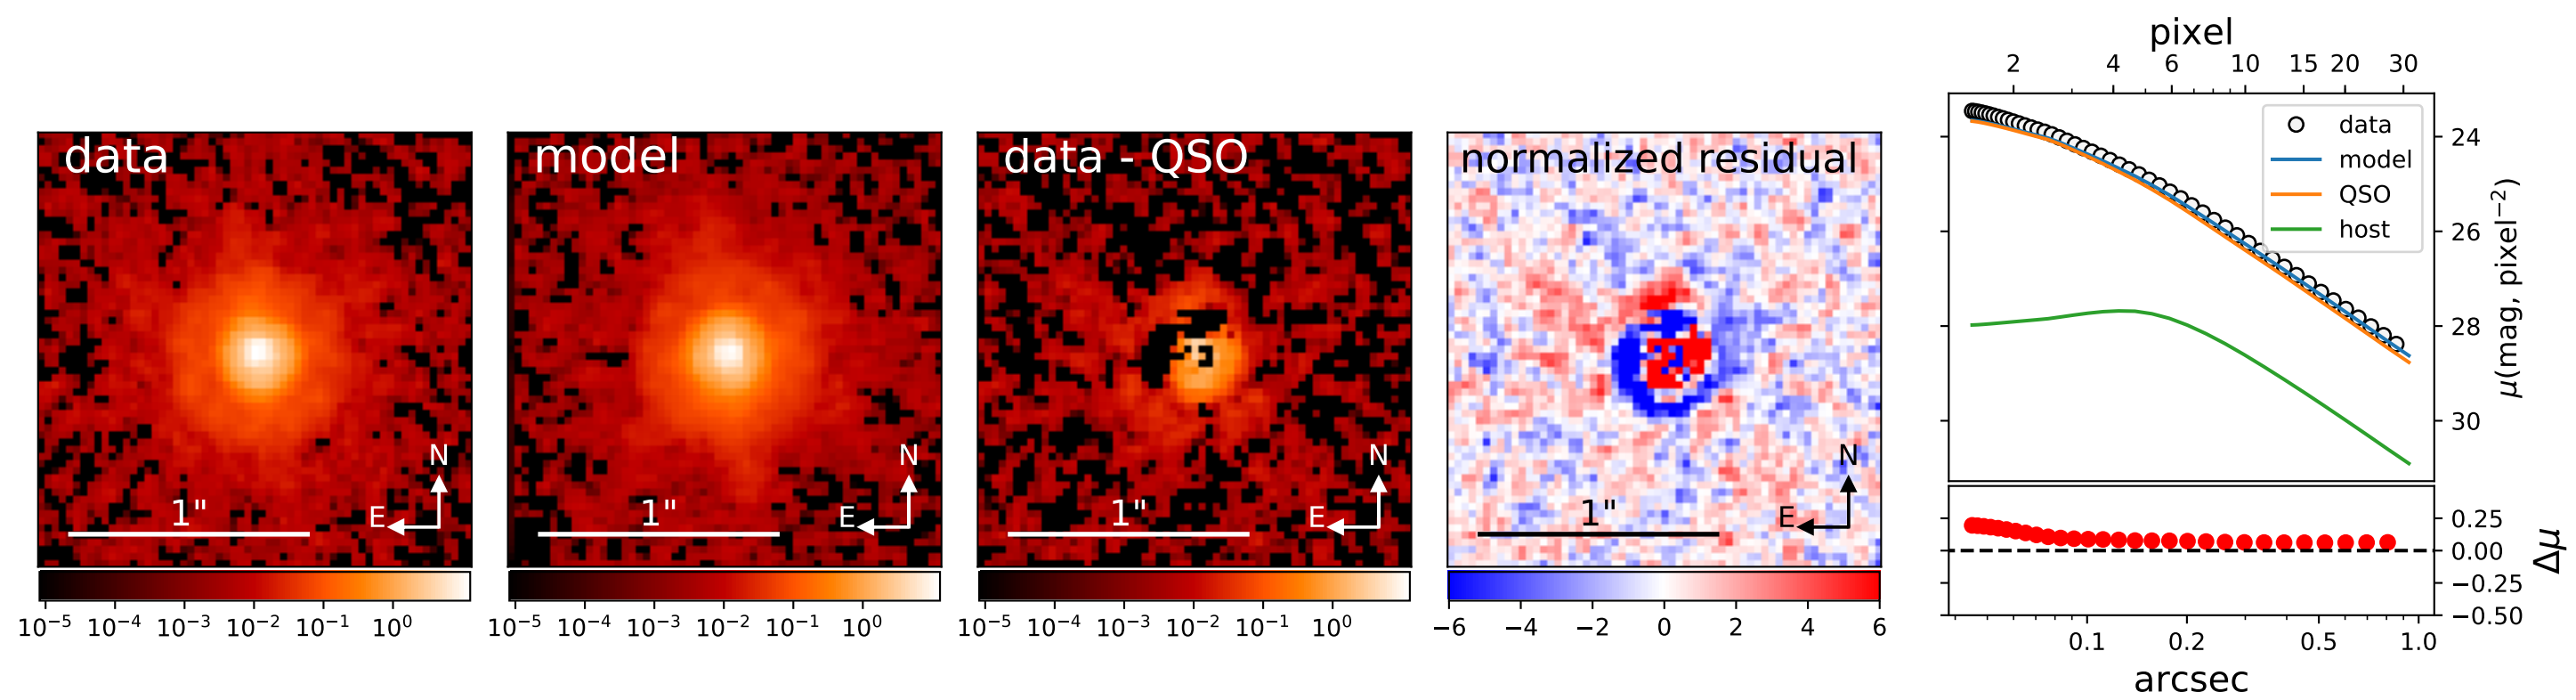 data
1"
N
E
10⁻⁵ 10⁻⁴ 10⁻³ 10⁻² 10⁻¹ 10⁰
model
1"
N
E
10⁻⁵ 10⁻⁴ 10⁻³ 10⁻² 10⁻¹ 10⁰
data - QSO
1"
N
E
10⁻⁵ 10⁻⁴ 10⁻³ 10⁻² 10⁻¹ 10⁰
normalized residual
1"
N
E
−6 −4 −2 0 2 4 6
pixel
2 4 6 10 15 20 30
data
model
QSO
host
24
26
28
30
μ(mag, pixel⁻²)
0.25
0.00
−0.25
−0.50
Δμ
0.1 0.2 0.5 1.0
arcsec